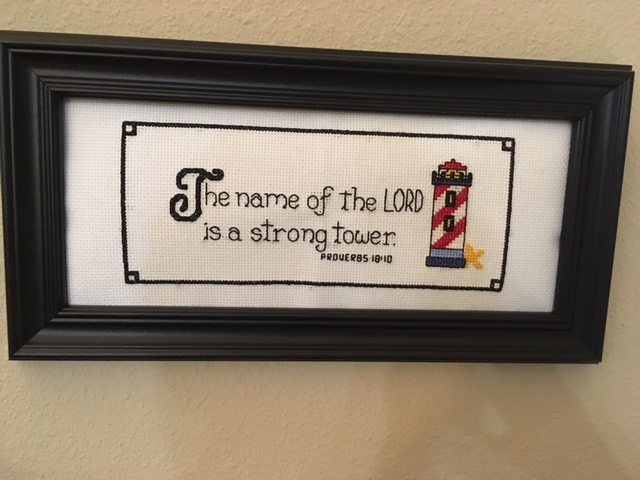 The name of the LORD
is a strong tower.
PROVERBS 18:10